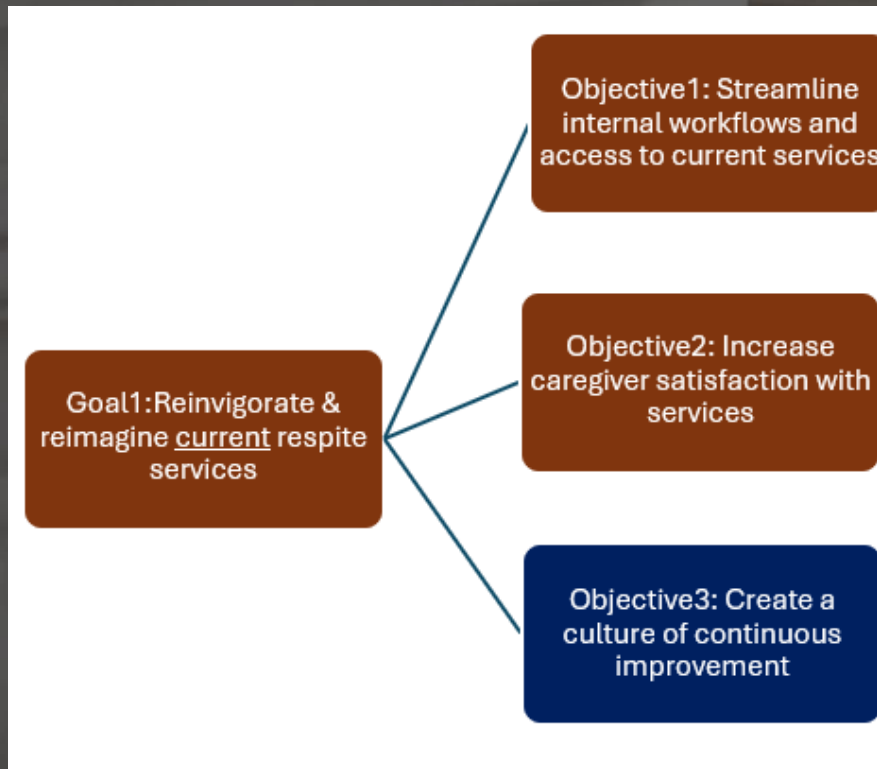 Objective1: Streamline
internal workflows and
access to current services
Objective2: Increase
caregiver satisfaction with
services
Goal1:Reinvigorate &
reimagine current respite
services
Objective3: Create a
culture of continuous
improvement